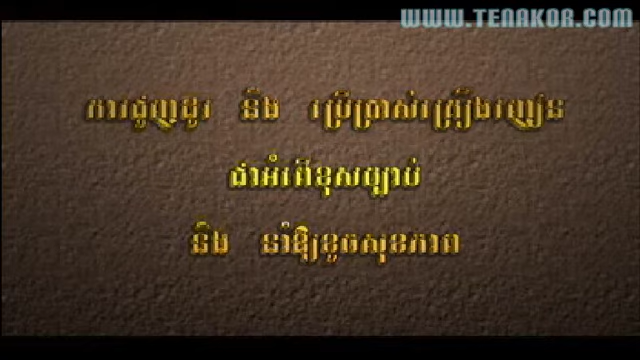 WWW.TENAKOR.COM
ការជួញដូរ និង ប្រើប្រាស់គ្រឿងញៀន
ជាអំពើខុសច្បាប់
និង នាំឱ្យខូចសុខភាព